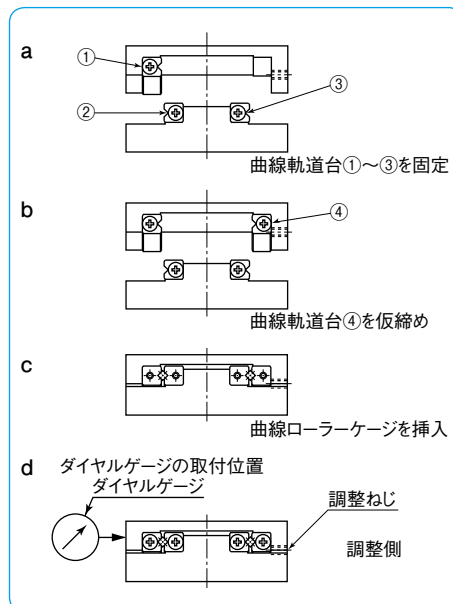 a
①
②
③
曲線軌道台①～③を固定
b
④
曲線軌道台④を仮締め
c
曲線ローラーケージを挿入
d
ダイヤルゲージの取付位置
ダイヤルゲージ
調整ねじ
調整側